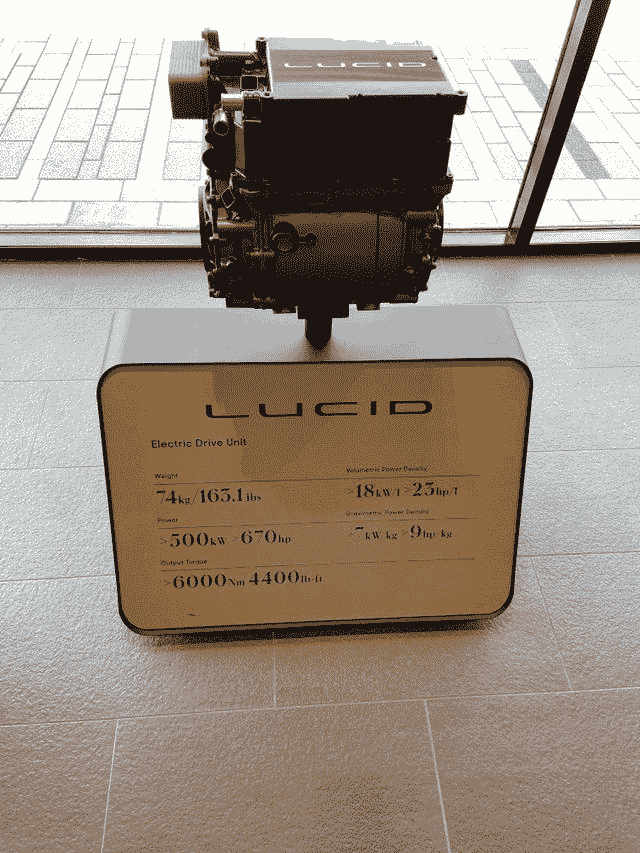 LUCID
LUCID
Electric Drive Unit
Weight
74kg/163.1lbs
Volumetric Power Density
>18kW/l >25hp/l
Power
>500kW >670hp
Gravimetric Power Density
>7kW/kg >9hp/kg
Output Torque
>6000Nm 4400lb-ft